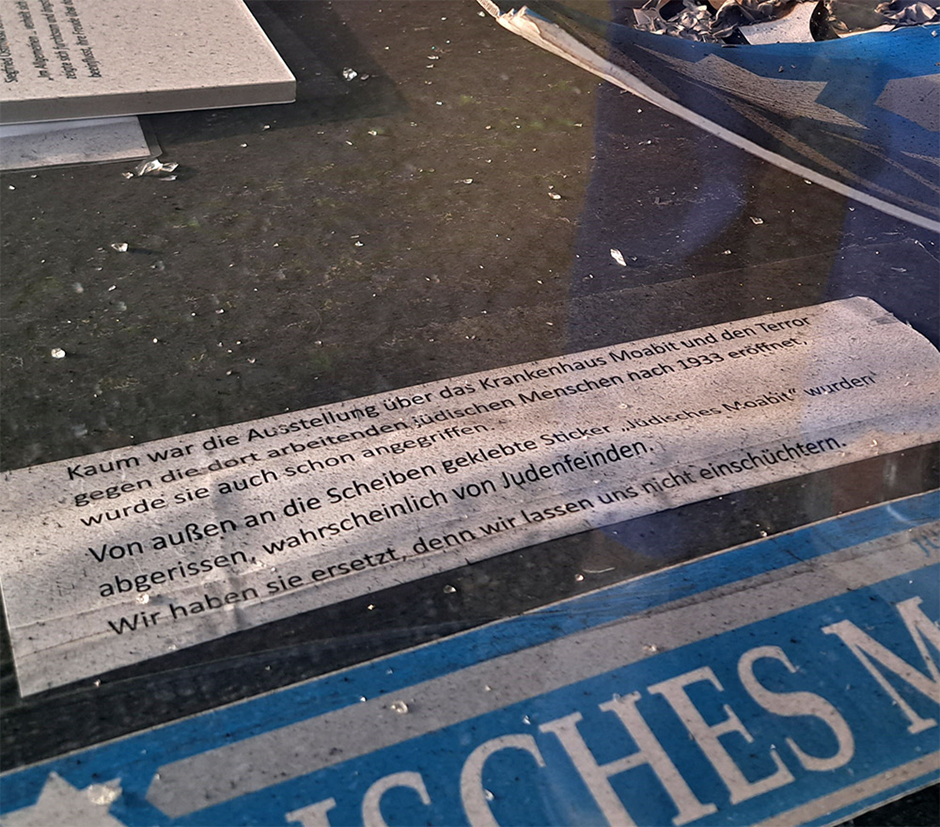 Siegfried
Kaum war die Ausstellung über das Krankenhaus Moabit und den Terror
gegen die dort arbeitenden jüdischen Menschen nach 1933 eröffnet,
wurde sie auch schon angegriffen.
Von außen an die Scheiben geklebte Sticker „Jüdisches Moabit“ wurden
abgerissen, wahrscheinlich von Judenfeinden.
Wir haben sie ersetzt, denn wir lassen uns nicht einschüchtern.
ISCHES M